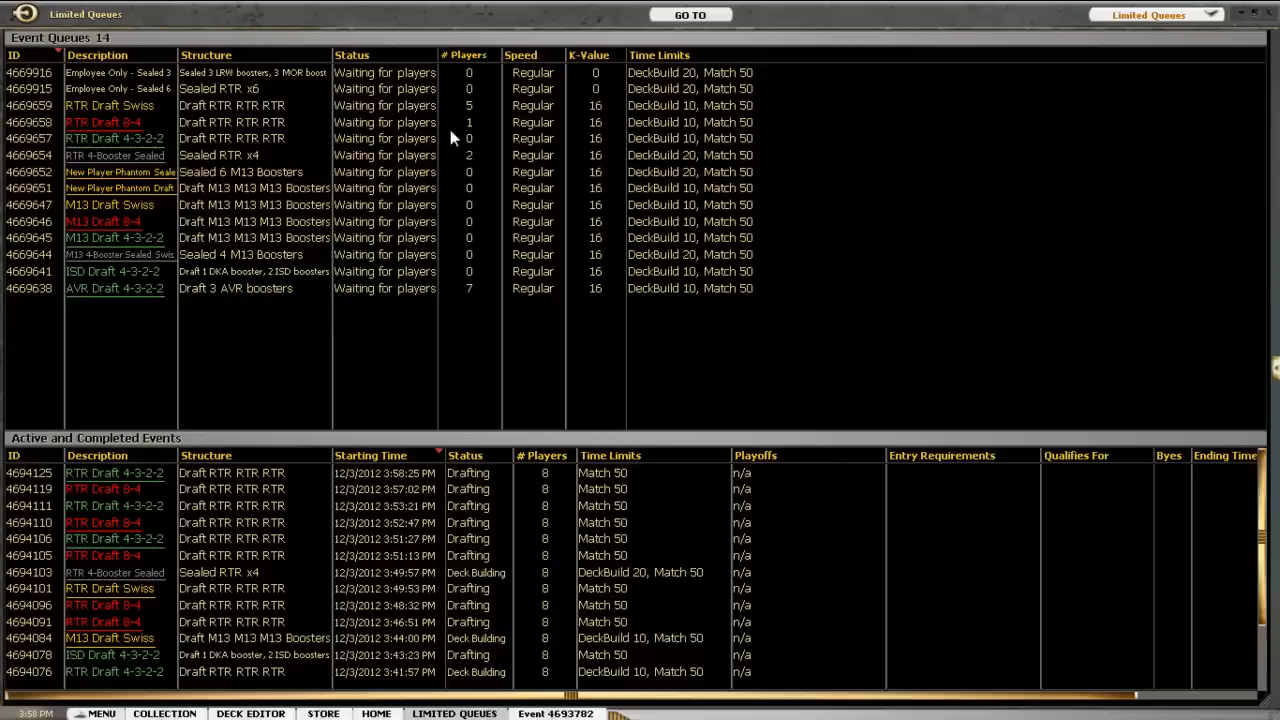 Limited Queues GO TO Limited Queues
Event Queues 14
ID Description Structure Status # Players Speed K-Value Time Limits
4669916 Employee Only - Sealed 3 Sealed 3 LRW boosters, 3 MOR boost Waiting for players 0 Regular 0 DeckBuild 20, Match 50
4669915 Employee Only - Sealed 6 Sealed RTR x6 Waiting for players 0 Regular 0 DeckBuild 20, Match 50
4669659 RTR Draft Swiss Draft RTR RTR RTR Waiting for players 5 Regular 16 DeckBuild 10, Match 50
4669658 RTR Draft 8-4 Draft RTR RTR RTR Waiting for players 1 Regular 16 DeckBuild 10, Match 50
4669657 RTR Draft 4-3-2-2 Draft RTR RTR RTR Waiting for players 0 Regular 16 DeckBuild 10, Match 50
4669654 RTR 4-Booster Sealed Sealed RTR x4 Waiting for players 2 Regular 16 DeckBuild 20, Match 50
4669652 New Player Phantom Seale Sealed 6 M13 Boosters Waiting for players 0 Regular 16 DeckBuild 20, Match 50
4669651 New Player Phantom Draft Draft M13 M13 M13 Boosters Waiting for players 0 Regular 16 DeckBuild 10, Match 50
4669647 M13 Draft Swiss Draft M13 M13 M13 Boosters Waiting for players 0 Regular 16 DeckBuild 10, Match 50
4669646 M13 Draft 8-4 Draft M13 M13 M13 Boosters Waiting for players 0 Regular 16 DeckBuild 10, Match 50
4669645 M13 Draft 4-3-2-2 Draft M13 M13 M13 Boosters Waiting for players 0 Regular 16 DeckBuild 10, Match 50
4669644 M13 4-Booster Sealed Swis Sealed 4 M13 Boosters Waiting for players 0 Regular 16 DeckBuild 20, Match 50
4669641 ISD Draft 4-3-2-2 Draft 1 DKA booster, 2 ISD boosters Waiting for players 0 Regular 16 DeckBuild 10, Match 50
4669638 AVR Draft 4-3-2-2 Draft 3 AVR boosters Waiting for players 7 Regular 16 DeckBuild 10, Match 50
Active and Completed Events
ID Description Structure Starting Time Status # Players Time Limits Playoffs Entry Requirements Qualifies For Byes Ending Time
4694125 RTR Draft 4-3-2-2 Draft RTR RTR RTR 12/3/2012 3:58:25 PM Drafting 8 Match 50 n/a
4694119 RTR Draft 8-4 Draft RTR RTR RTR 12/3/2012 3:57:02 PM Drafting 8 Match 50 n/a
4694111 RTR Draft 4-3-2-2 Draft RTR RTR RTR 12/3/2012 3:53:21 PM Drafting 8 Match 50 n/a
4694110 RTR Draft 8-4 Draft RTR RTR RTR 12/3/2012 3:52:47 PM Drafting 8 Match 50 n/a
4694106 RTR Draft 4-3-2-2 Draft RTR RTR RTR 12/3/2012 3:51:27 PM Drafting 8 Match 50 n/a
4694105 RTR Draft 8-4 Draft RTR RTR RTR 12/3/2012 3:51:13 PM Drafting 8 Match 50 n/a
4694103 RTR 4-Booster Sealed Sealed RTR x4 12/3/2012 3:49:57 PM Deck Building 8 DeckBuild 20, Match 50 n/a
4694101 RTR Draft Swiss Draft RTR RTR RTR 12/3/2012 3:49:53 PM Drafting 8 Match 50 n/a
4694096 RTR Draft 8-4 Draft RTR RTR RTR 12/3/2012 3:48:32 PM Drafting 8 Match 50 n/a
4694091 RTR Draft 8-4 Draft RTR RTR RTR 12/3/2012 3:46:51 PM Drafting 8 Match 50 n/a
4694084 M13 Draft Swiss Draft M13 M13 M13 Boosters 12/3/2012 3:44:00 PM Deck Building 8 DeckBuild 10, Match 50 n/a
4694078 ISD Draft 4-3-2-2 Draft 1 DKA booster, 2 ISD boosters 12/3/2012 3:43:23 PM Drafting 8 Match 50 n/a
4694076 RTR Draft 4-3-2-2 Draft RTR RTR RTR 12/3/2012 3:41:57 PM Deck Building 8 DeckBuild 10, Match 50 n/a
3:58 PM MENU COLLECTION DECK EDITOR STORE HOME LIMITED QUEUES Event 4693782